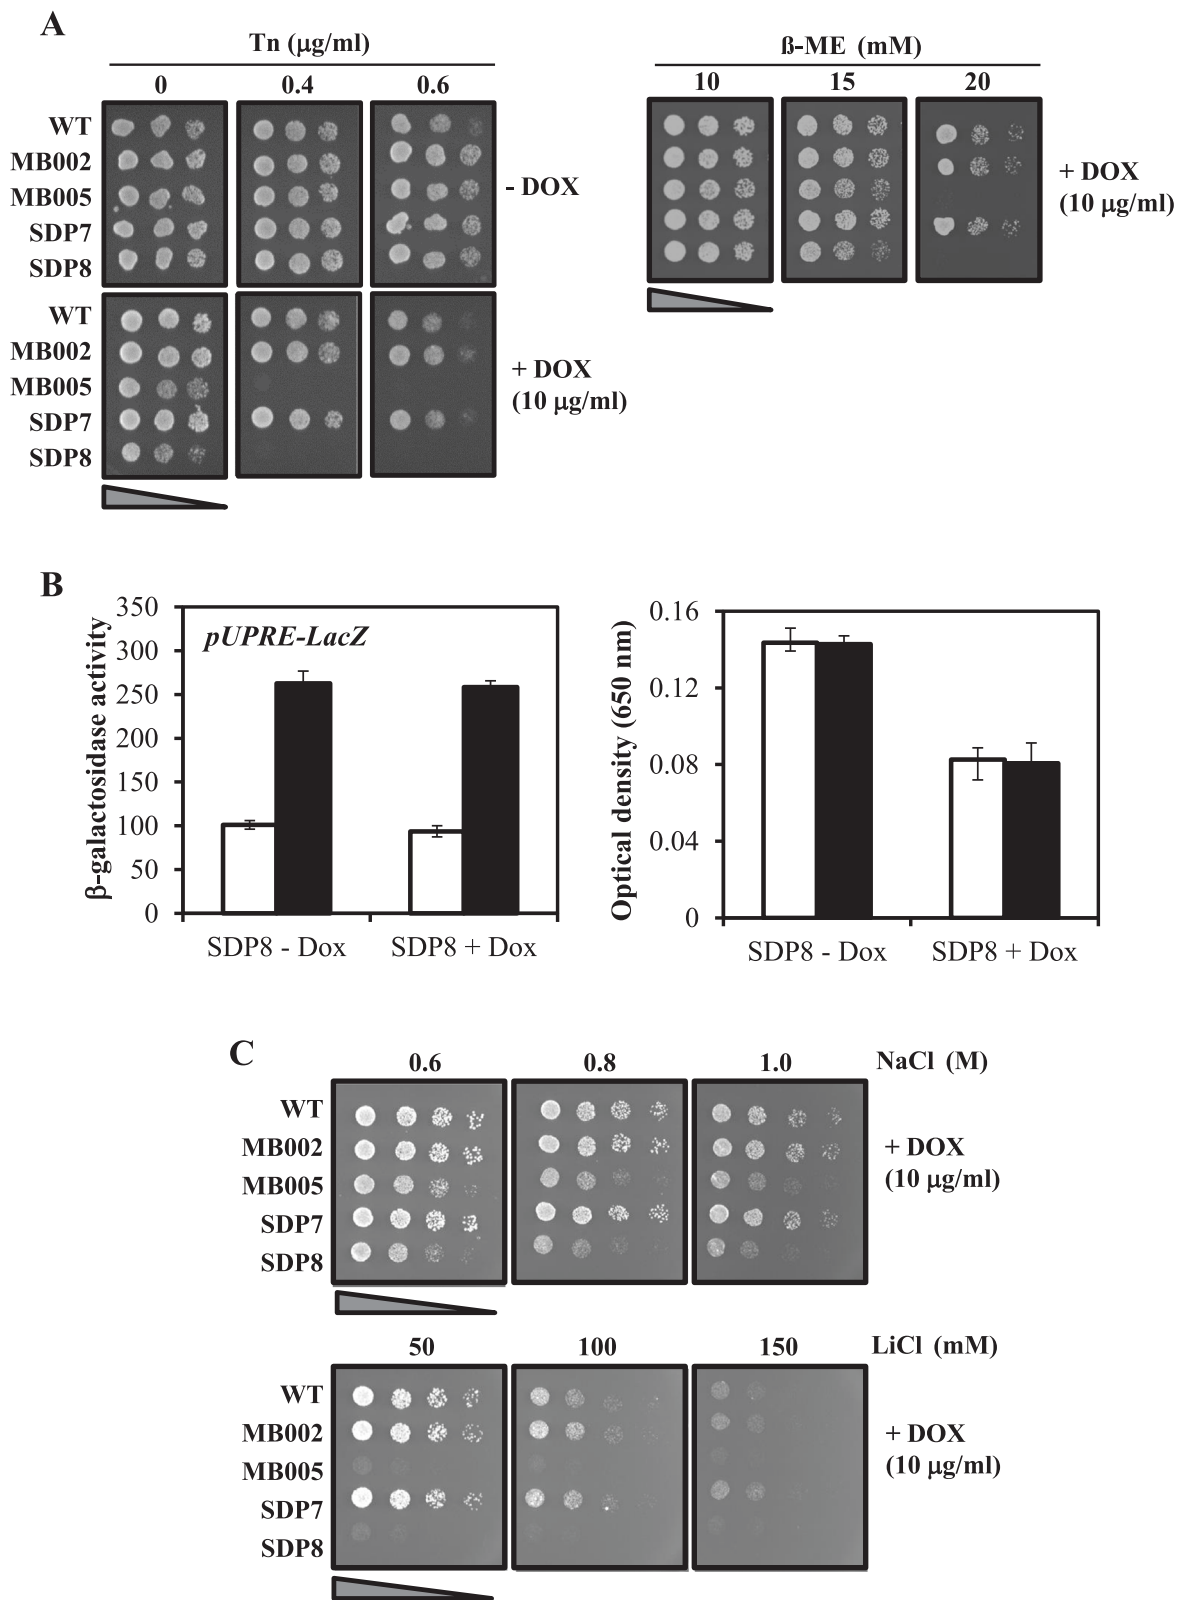 A
Tn (µg/ml)
0 0.4 0.6
WT
MB002
MB005
SDP7
SDP8
- DOX
WT
MB002
MB005
SDP7
SDP8
+ DOX
(10 µg/ml)
ß-ME (mM)
10 15 20
+ DOX
(10 µg/ml)
B
β-galactosidase activity
350
300
250
200
150
100
50
0
pUPRE-LacZ
SDP8 - Dox SDP8 + Dox
Optical density (650 nm)
0.16
0.12
0.08
0.04
0
SDP8 - Dox SDP8 + Dox
C
0.6 0.8 1.0 NaCl (M)
WT
MB002
MB005
SDP7
SDP8
+ DOX
(10 µg/ml)
50 100 150 LiCl (mM)
WT
MB002
MB005
SDP7
SDP8
+ DOX
(10 µg/ml)